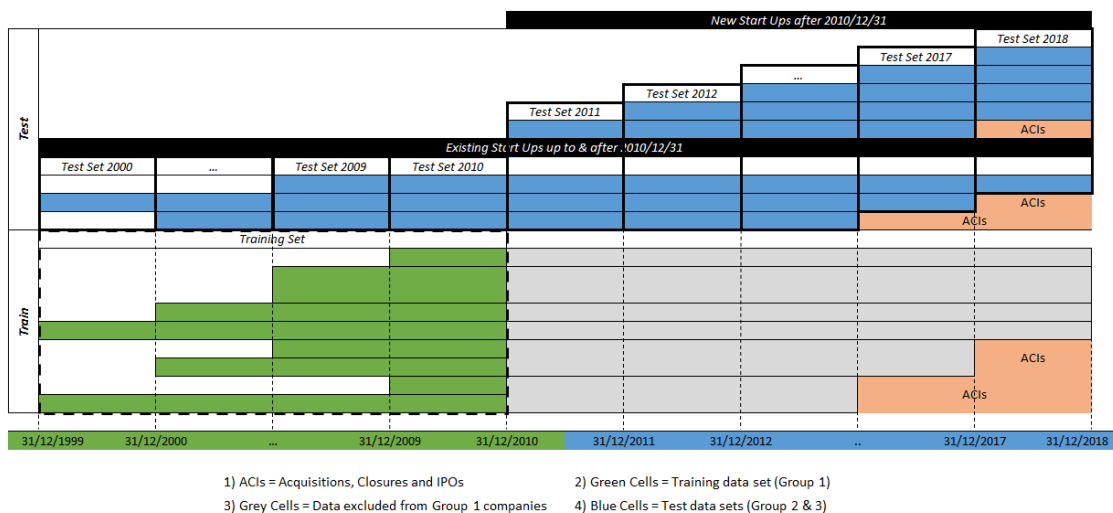 New Start Ups after 2010/12/31
Test Set 2018
Test Set 2017
...
Test Set 2012
Test Set 2011
ACIs
Test
Existing Start Ups up to & after 2010/12/31
Test Set 2000
...
Test Set 2009
Test Set 2010
ACIs
ACIs
Training Set
Train
ACIs
ACIs
31/12/1999
31/12/2000
...
31/12/2009
31/12/2010
31/12/2011
31/12/2012
..
31/12/2017
31/12/2018
1) ACIs = Acquisitions, Closures and IPOs
2) Green Cells = Training data set (Group 1)
3) Grey Cells = Data excluded from Group 1 companies
4) Blue Cells = Test data sets (Group 2 & 3)